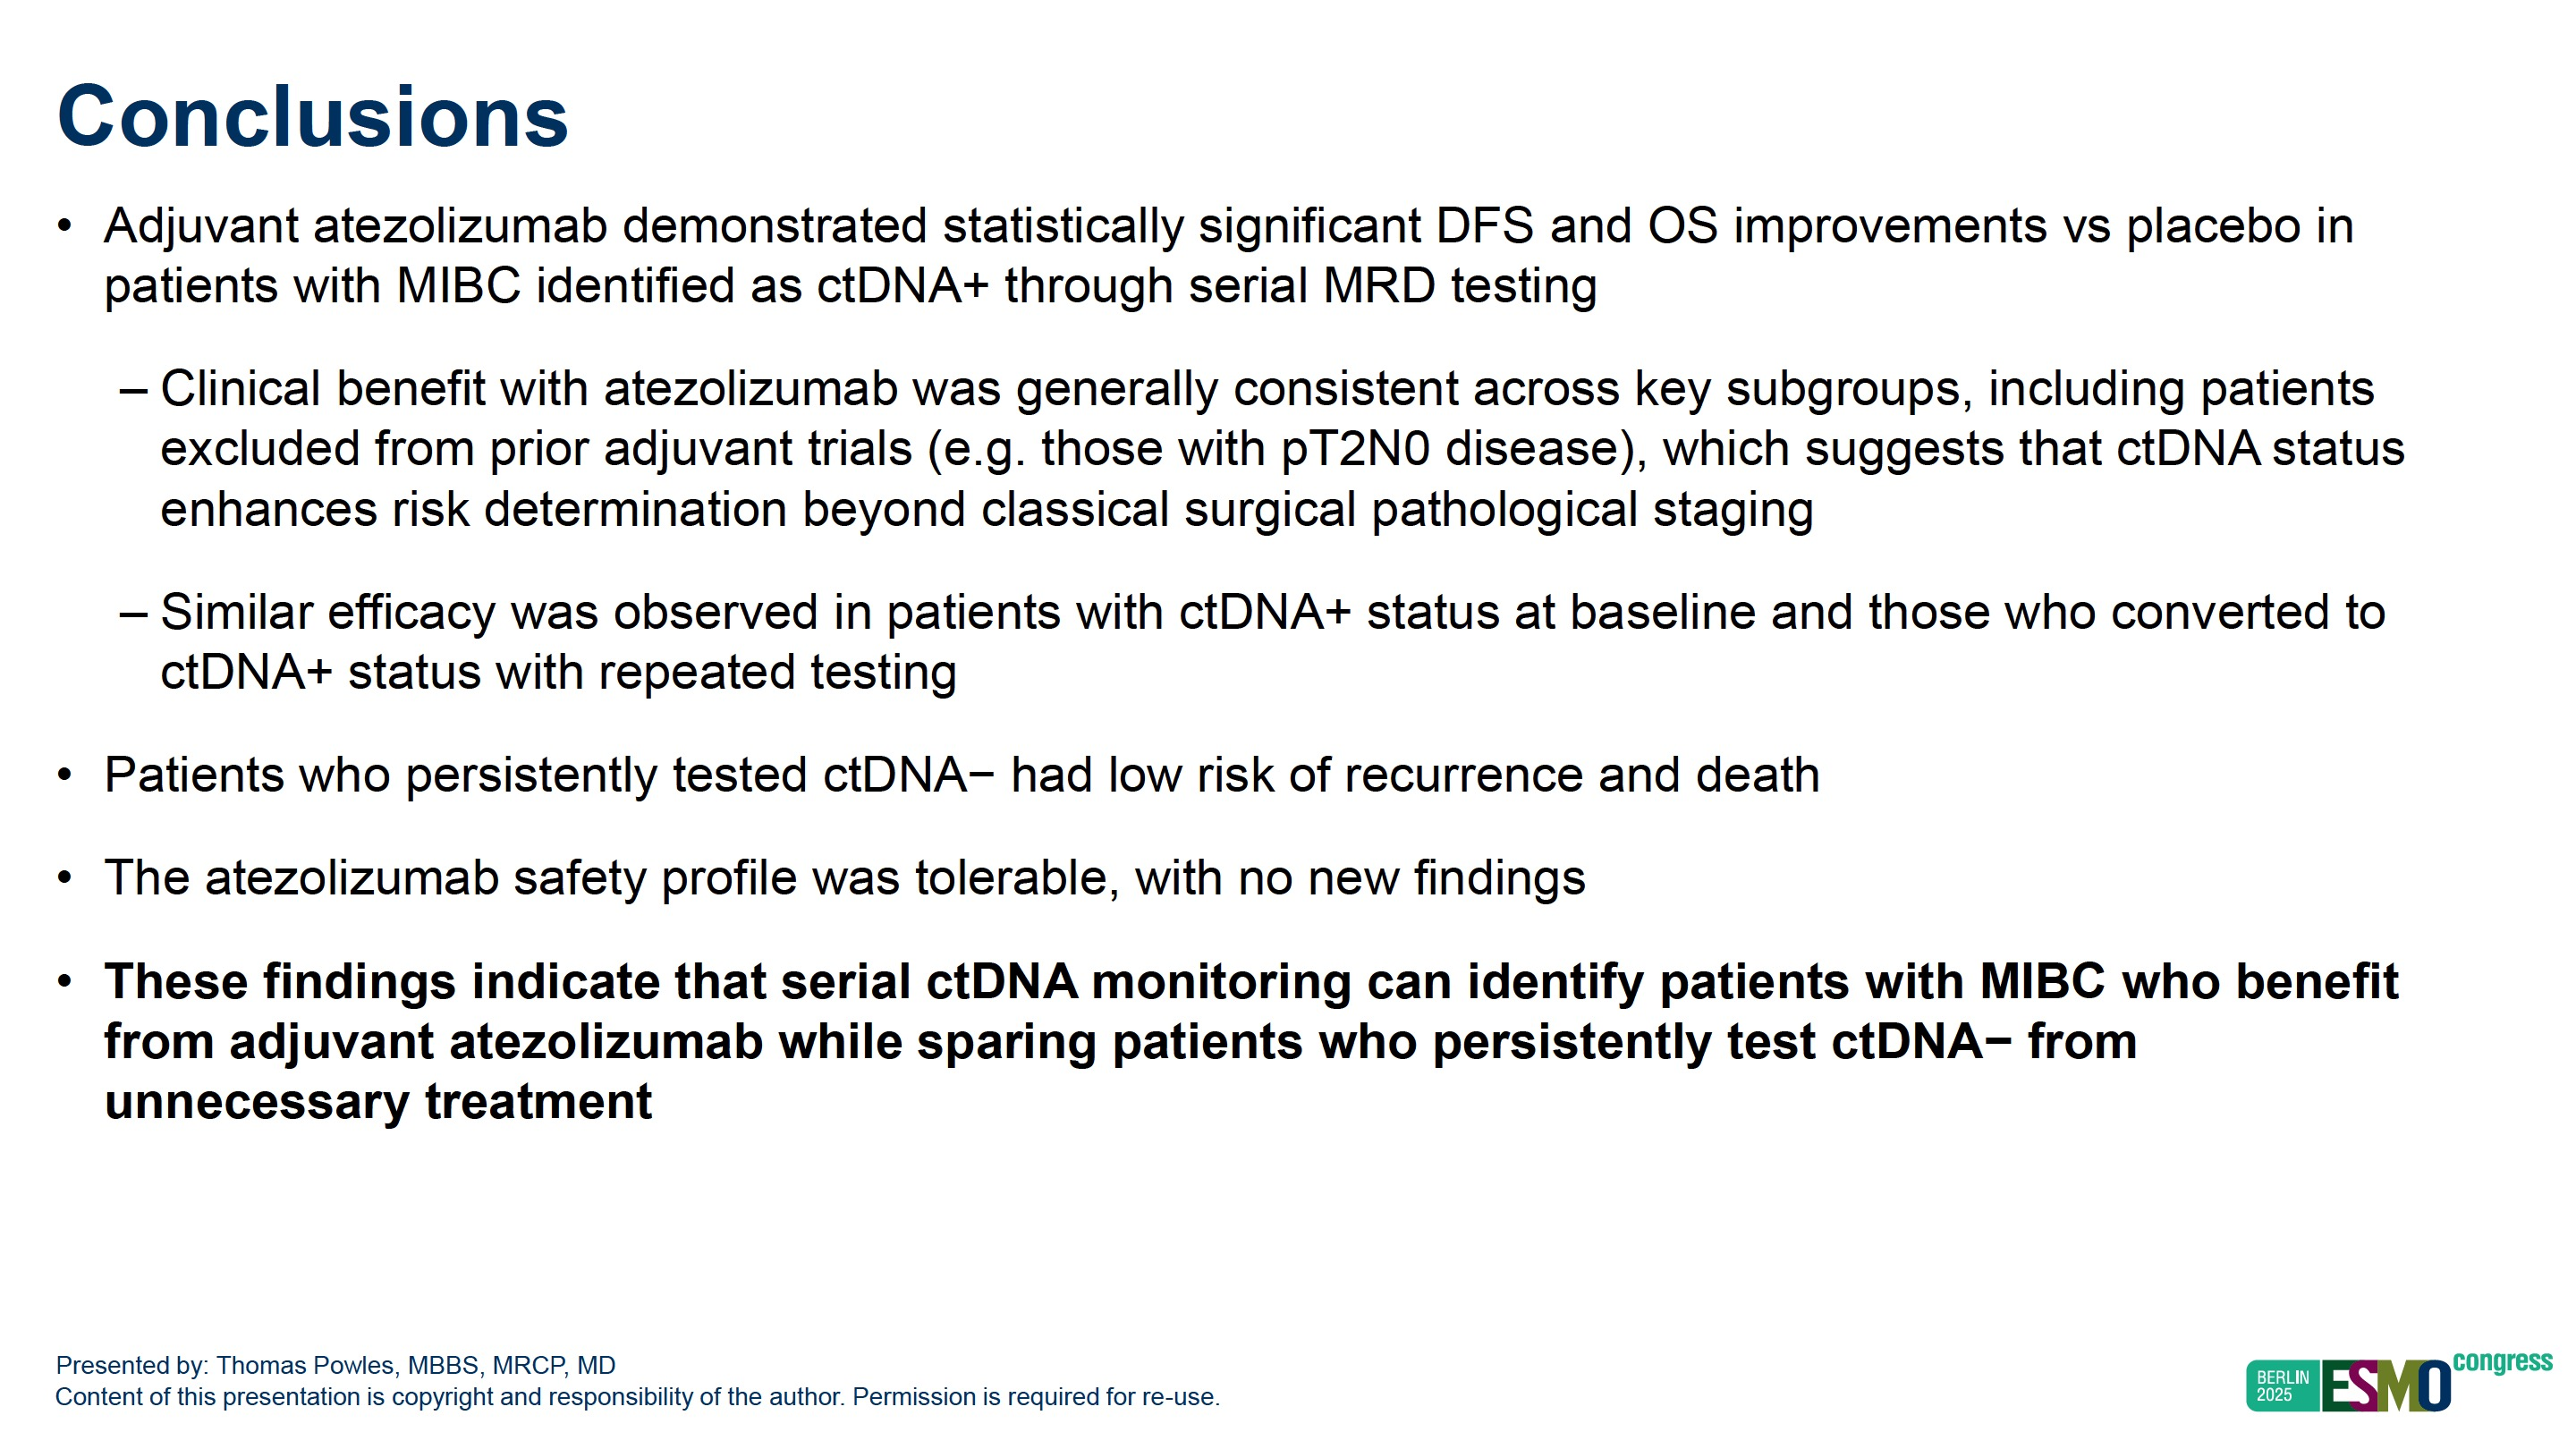 Conclusions
• Adjuvant atezolizumab demonstrated statistically significant DFS and OS improvements vs placebo in
patients with MIBC identified as ctDNA+ through serial MRD testing
– Clinical benefit with atezolizumab was generally consistent across key subgroups, including patients
excluded from prior adjuvant trials (e.g. those with pT2N0 disease), which suggests that ctDNA status
enhances risk determination beyond classical surgical pathological staging
– Similar efficacy was observed in patients with ctDNA+ status at baseline and those who converted to
ctDNA+ status with repeated testing
• Patients who persistently tested ctDNA− had low risk of recurrence and death
• The atezolizumab safety profile was tolerable, with no new findings
• These findings indicate that serial ctDNA monitoring can identify patients with MIBC who benefit
from adjuvant atezolizumab while sparing patients who persistently test ctDNA− from
unnecessary treatment
Presented by: Thomas Powles, MBBS, MRCP, MD
Content of this presentation is copyright and responsibility of the author. Permission is required for re-use.
BERLIN
2025
ESMO congress